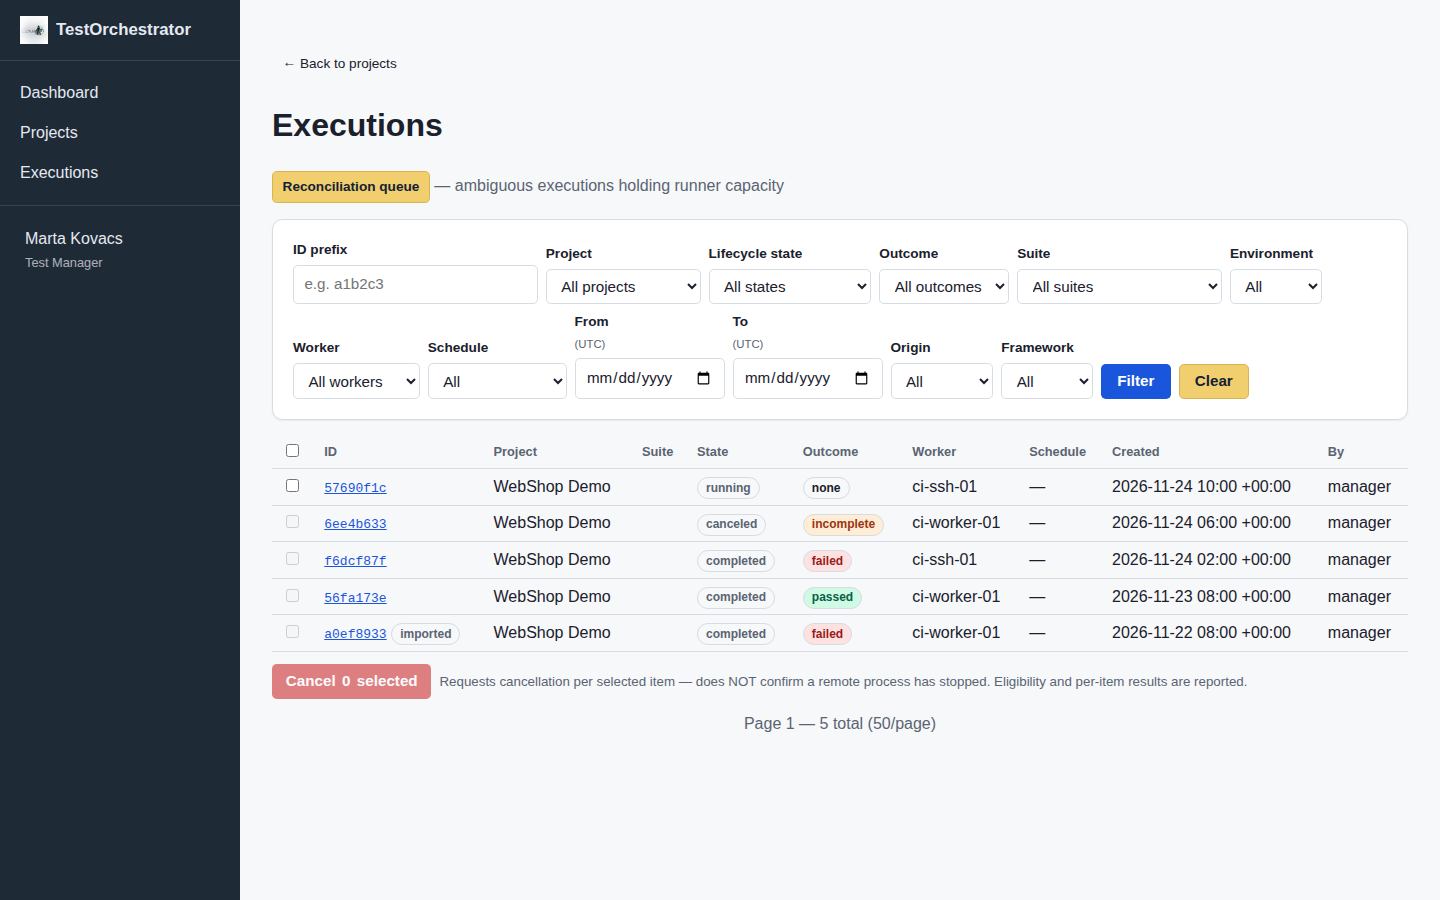 TestOrchestrator
Dashboard
Projects
Executions
Marta Kovacs
Test Manager
← Back to projects
Executions
Reconciliation queue — ambiguous executions holding runner capacity
ID prefix Project Lifecycle state Outcome Suite Environment
e.g. a1b2c3 All projects All states All outcomes All suites All
Worker Schedule From (UTC) To (UTC) Origin Framework
All workers All mm/dd/yyyy mm/dd/yyyy All All Filter Clear
ID Project Suite State Outcome Worker Schedule Created By
57690f1c WebShop Demo running none ci-ssh-01 — 2026-11-24 10:00 +00:00 manager
6ee4b633 WebShop Demo canceled incomplete ci-worker-01 — 2026-11-24 06:00 +00:00 manager
f6dcf87f WebShop Demo completed failed ci-ssh-01 — 2026-11-24 02:00 +00:00 manager
56fa173e WebShop Demo completed passed ci-worker-01 — 2026-11-23 08:00 +00:00 manager
a0ef8933 imported WebShop Demo completed failed ci-worker-01 — 2026-11-22 08:00 +00:00 manager
Cancel 0 selected Requests cancellation per selected item — does NOT confirm a remote process has stopped. Eligibility and per-item results are reported.
Page 1 — 5 total (50/page)